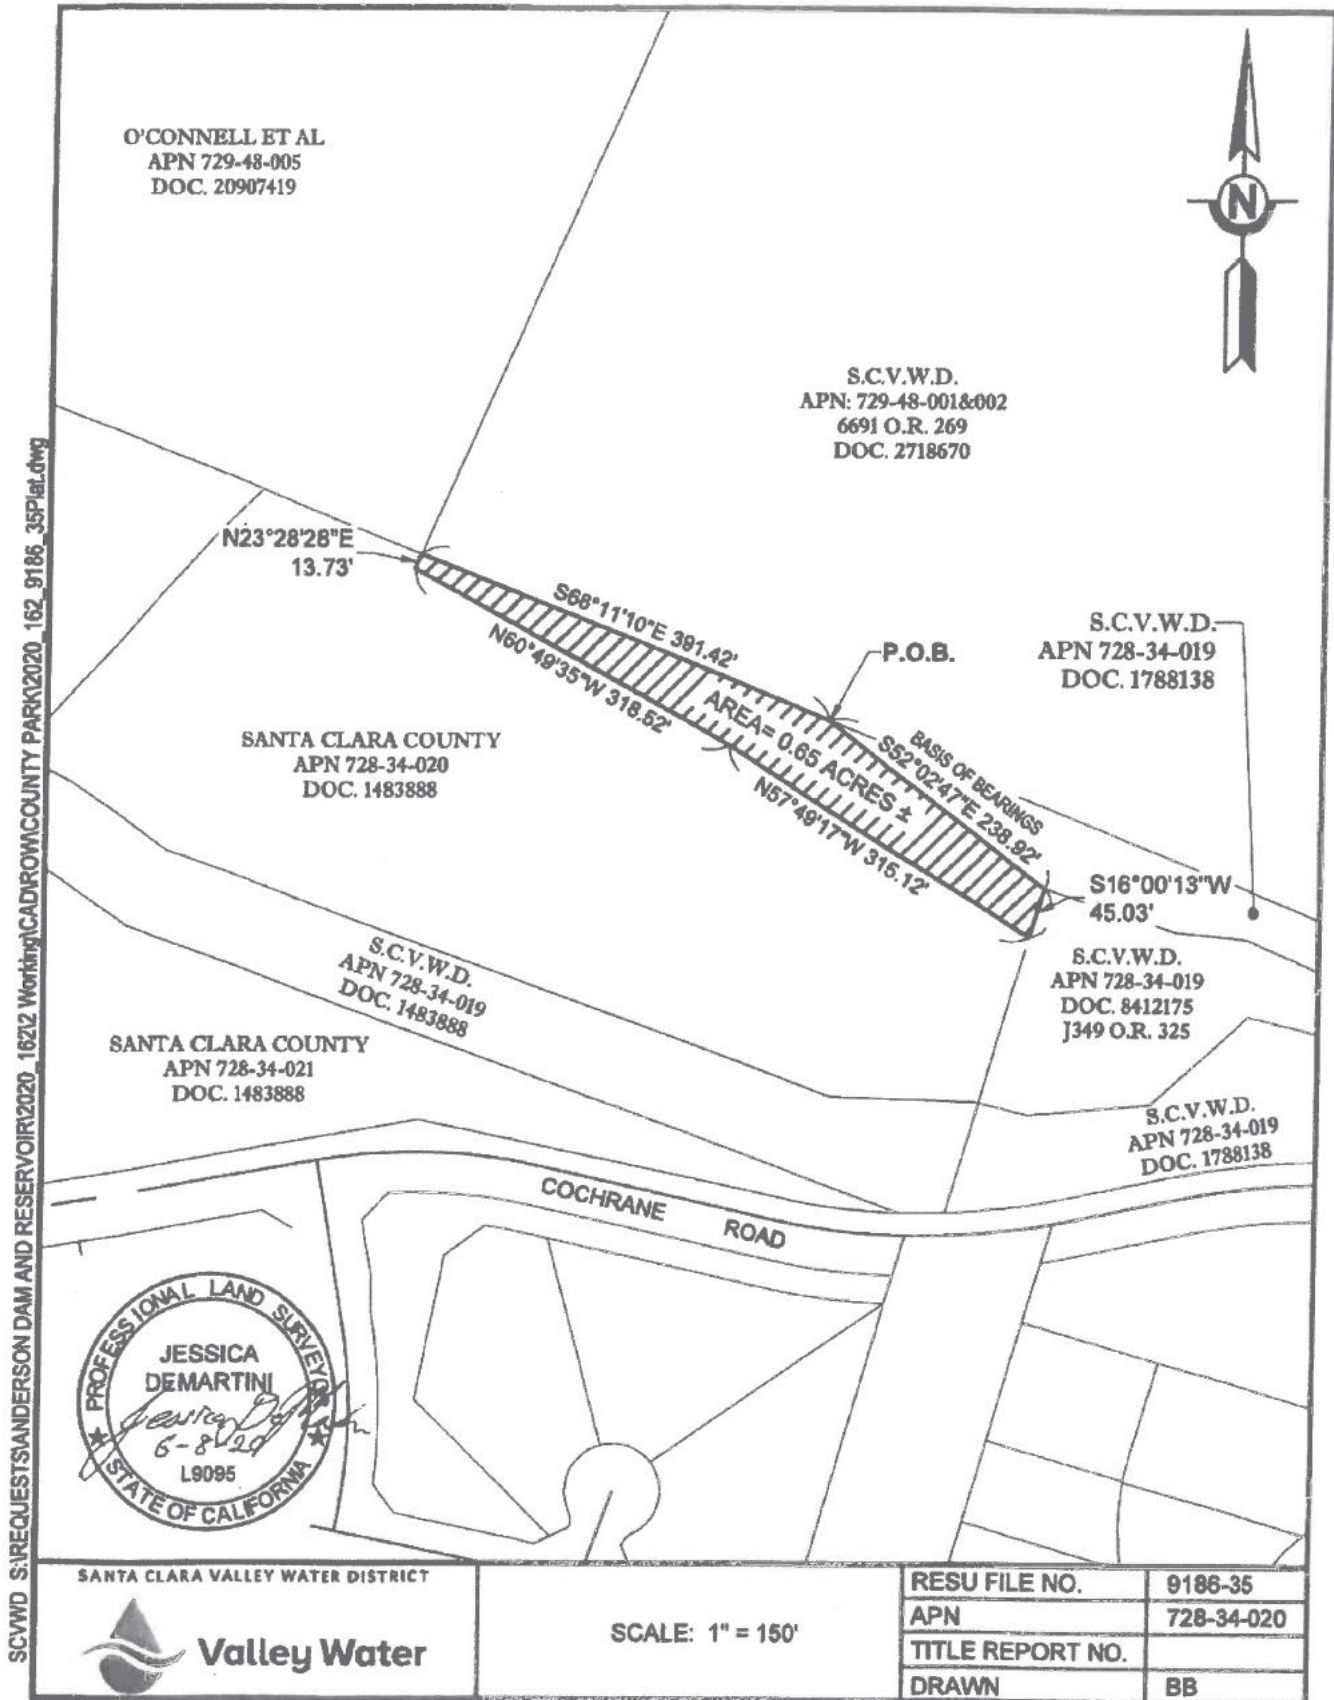 O'CONNELL ET AL
APN 729-48-005
DOC. 20907419
N
S.C.V.W.D.
APN: 729-48-001&002
6691 O.R. 269
DOC. 2718670
N23°28'28"E
13.73'
S68°11'10"E 391.42'
N60°49'35"W 318.52'
P.O.B.
S.C.V.W.D.
APN 728-34-019
DOC. 1788138
AREA= 0.65 ACRES ±
BASIS OF BEARINGS
S52°02'47"E 238.92'
N57°49'17"W 315.12'
S16°00'13"W
45.03'
SANTA CLARA COUNTY
APN 728-34-020
DOC. 1483888
S.C.V.W.D.
APN 728-34-019
DOC. 1483888
S.C.V.W.D.
APN 728-34-019
DOC. 8412175
J349 O.R. 325
SANTA CLARA COUNTY
APN 728-34-021
DOC. 1483888
S.C.V.W.D.
APN 728-34-019
DOC. 1788138
COCHRANE ROAD
PROFESSIONAL LAND SURVEYOR
JESSICA
DEMARTINI
L9095
STATE OF CALIFORNIA
SCVWD S:\REQUESTS\ANDERSON DAM AND RESERVOIR\2020_162\2 Working\CAD\ROW\COUNTY PARK\2020_162_9186_35Plat.dwg
SANTA CLARA VALLEY WATER DISTRICT
Valley Water
SCALE: 1" = 150'
RESU FILE NO. 9186-35
APN 728-34-020
TITLE REPORT NO.
DRAWN BB